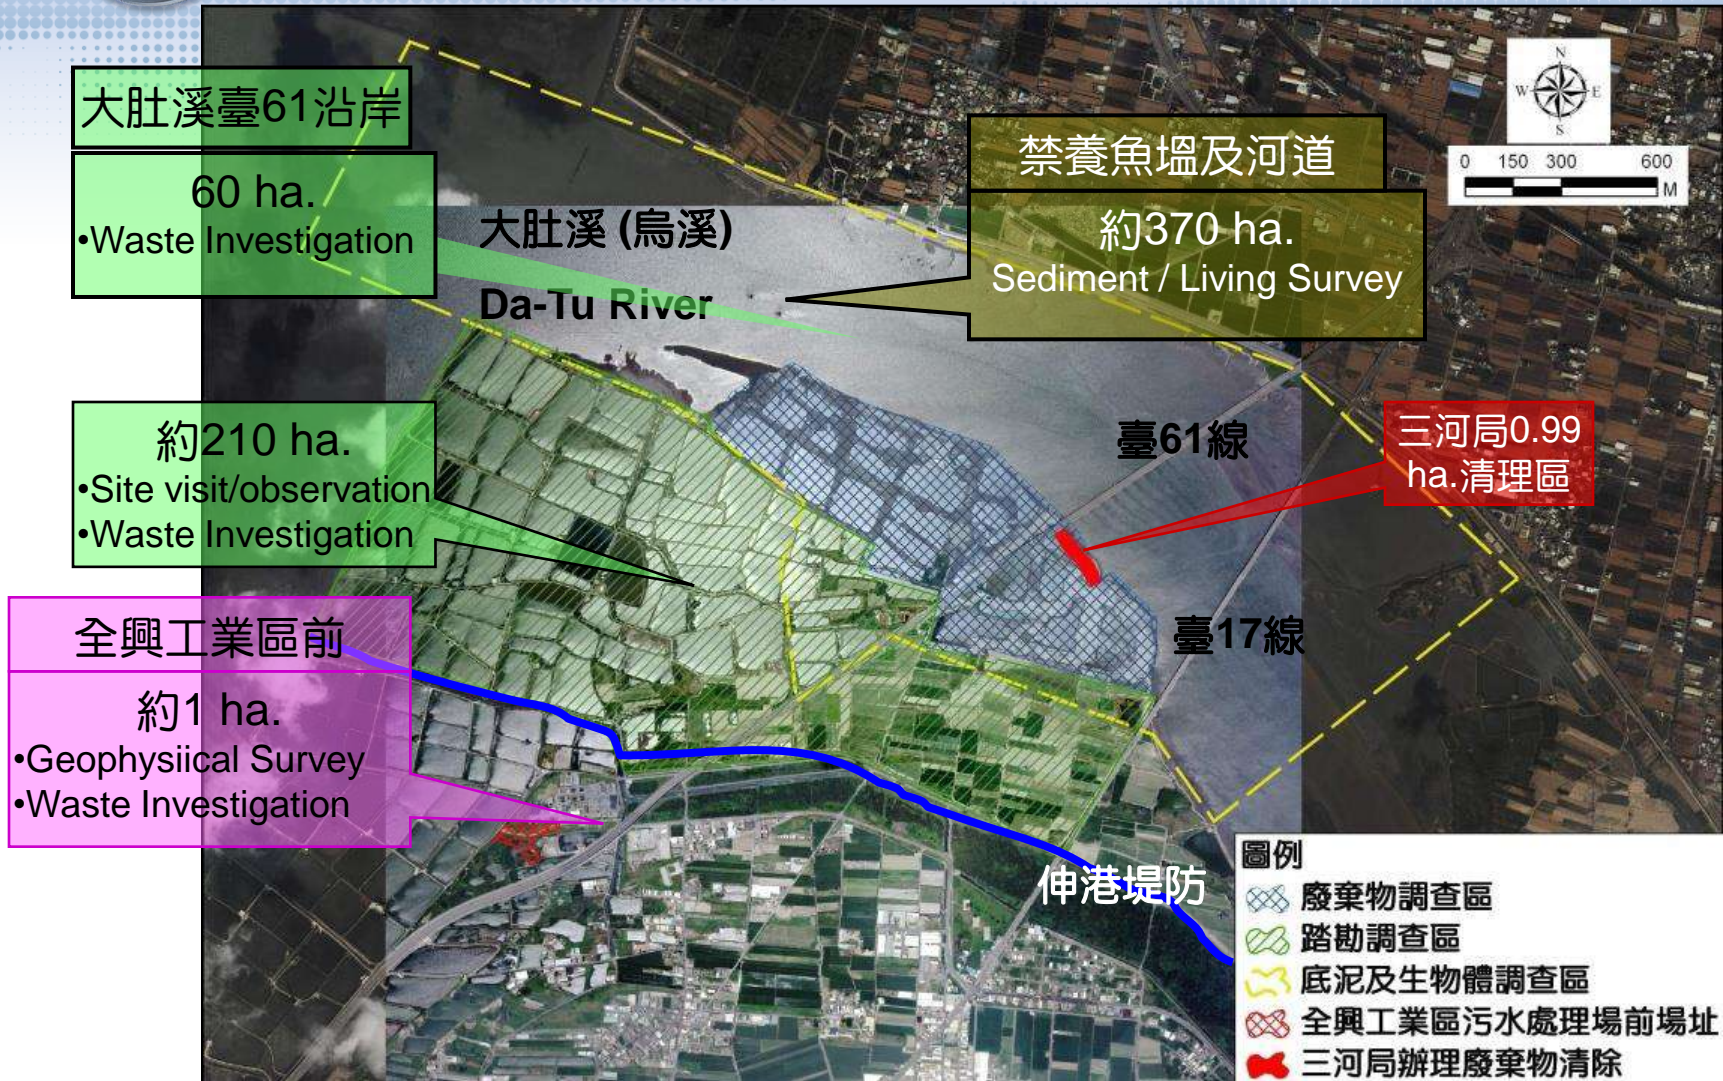 大肚溪臺61沿岸
60 ha.
•Waste Investigation
大肚溪 (烏溪)
Da-Tu River
禁養魚塭及河道
約370 ha.
Sediment / Living Survey
N
W E
S
0 150 300 600
M
約210 ha.
•Site visit/observation
•Waste Investigation
臺61線
三河局0.99
ha.清理區
臺17線
全興工業區前
約1 ha.
•Geophysiical Survey
•Waste Investigation
伸港堤防
圖例
廢棄物調查區
踏勘調查區
底泥及生物體調查區
全興工業區污水處理場前場址
三河局辦理廢棄物清除